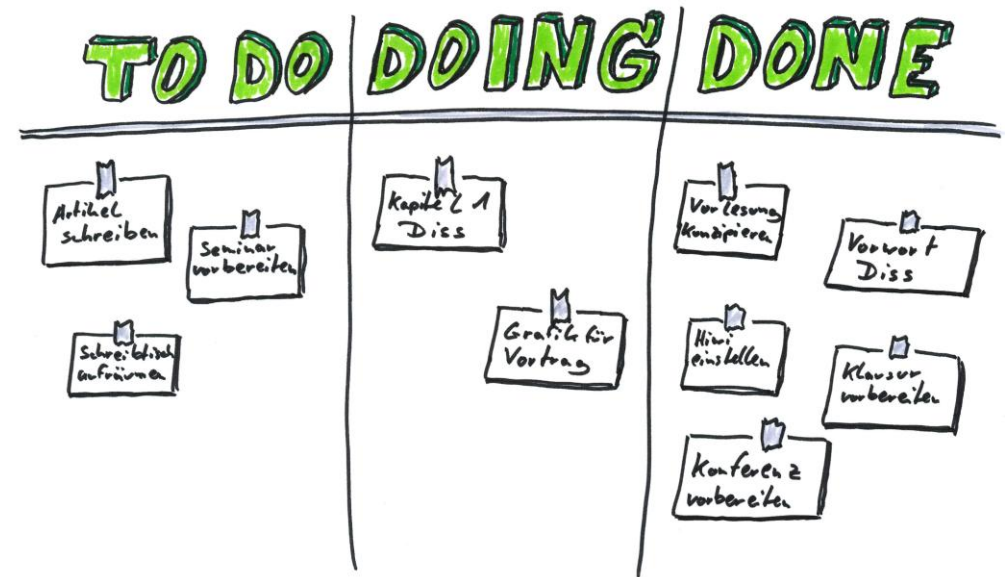 TO DO
DOING
DONE
Artikel
schreiben
Seminar
vorbereiten
Schreibtisch
aufräumen
Kapitel 1
Diss
Grafik für
Vortrag
Vorlesung
konzipieren
Vorwort
Diss
Hiwi
einstellen
Klausur
vorbereiten
Konferenz
vorbereiten